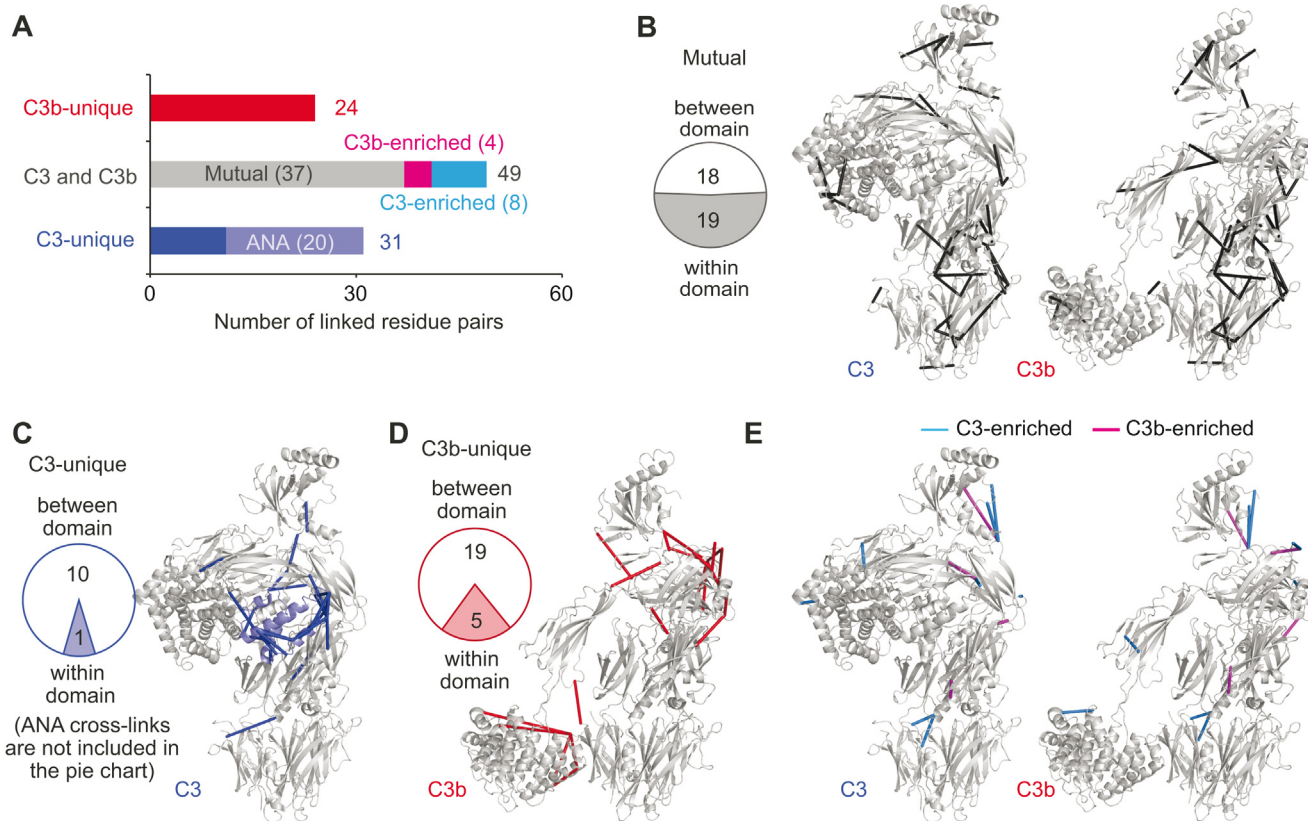 A
C3b-unique
24
C3b-enriched (4)
C3 and C3b
Mutual (37)
49
C3-enriched (8)
C3-unique
ANA (20)
31
0
30
60
Number of linked residue pairs
B
Mutual
between
domain
18
19
within
domain
C3
C3b
C
C3-unique
between
domain
10
1
within
domain
(ANA cross-links
are not included in
the pie chart)
C3
D
C3b-unique
between
domain
19
5
within
domain
C3b
E
C3-enriched
C3b-enriched
C3
C3b